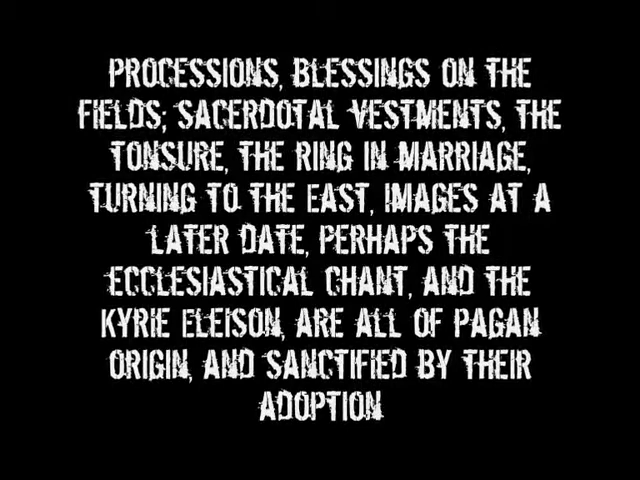 PROCESSIONS, BLESSINGS ON THE
FIELDS; SACERDOTAL VESTMENTS, THE
TONSURE, THE RING IN MARRIAGE,
TURNING TO THE EAST, IMAGES AT A
LATER DATE, PERHAPS THE
ECCLESIASTICAL CHANT, AND THE
KYRIE ELEISON, ARE ALL OF PAGAN
ORIGIN, AND SANCTIFIED BY THEIR
ADOPTION